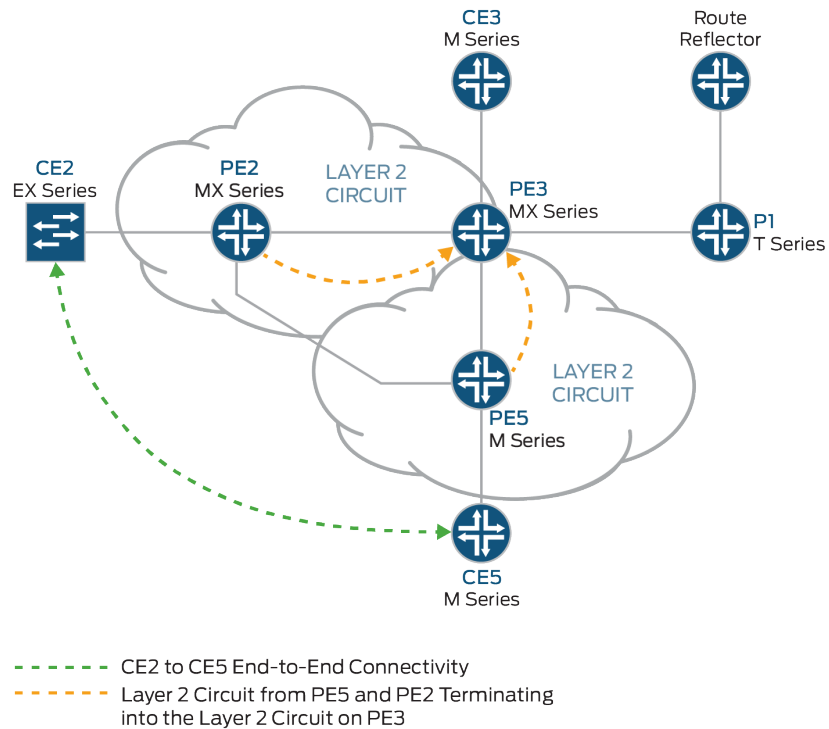 CE3
M Series
Route
Reflector
CE2
EX Series
PE2
MX Series
LAYER 2
CIRCUIT
PE3
MX Series
P1
T Series
LAYER 2
CIRCUIT
PE5
M Series
CE5
M Series
CE2 to CE5 End-to-End Connectivity
Layer 2 Circuit from PE5 and PE2 Terminating
into the Layer 2 Circuit on PE3